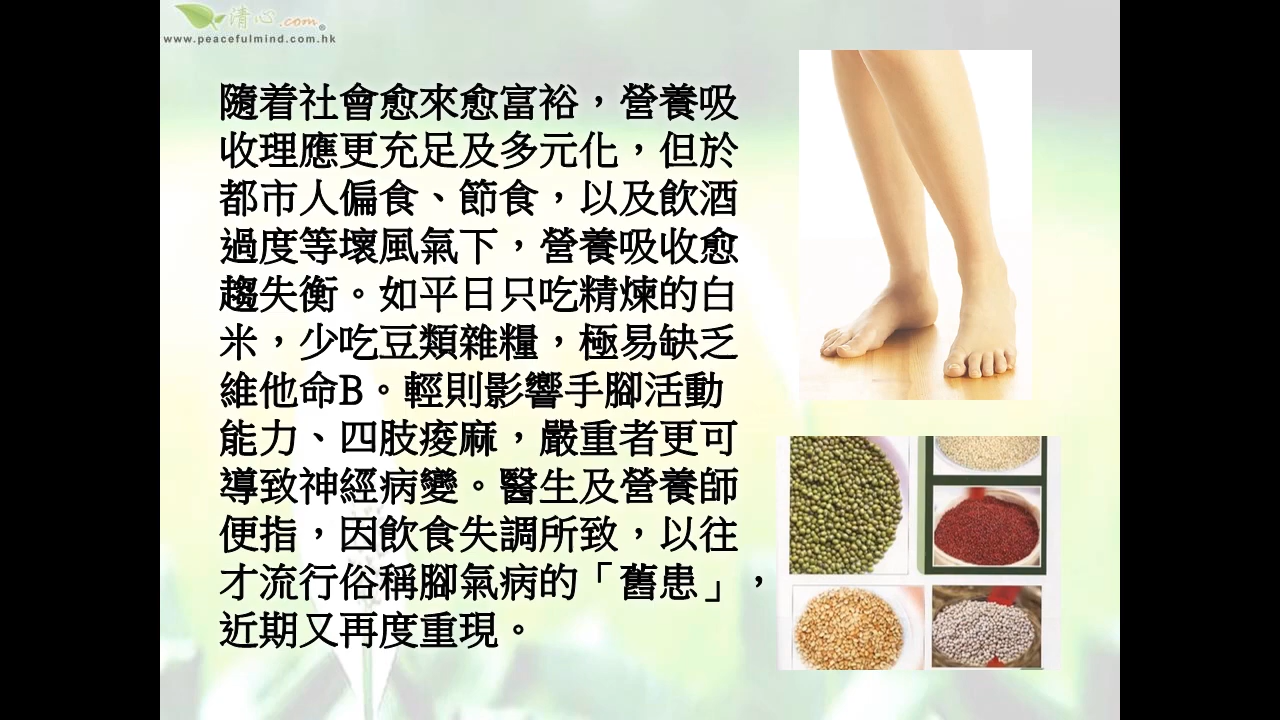 清心.com®
www.peacefulmind.com.hk
隨着社會愈來愈富裕，營養吸
收理應更充足及多元化，但於
都市人偏食、節食，以及飲酒
過度等壞風氣下，營養吸收愈
趨失衡。如平日只吃精煉的白
米，少吃豆類雜糧，極易缺乏
維他命B。輕則影響手腳活動
能力、四肢痠麻，嚴重者更可
導致神經病變。醫生及營養師
便指，因飲食失調所致，以往
才流行俗稱腳氣病的「舊患」，
近期又再度重現。